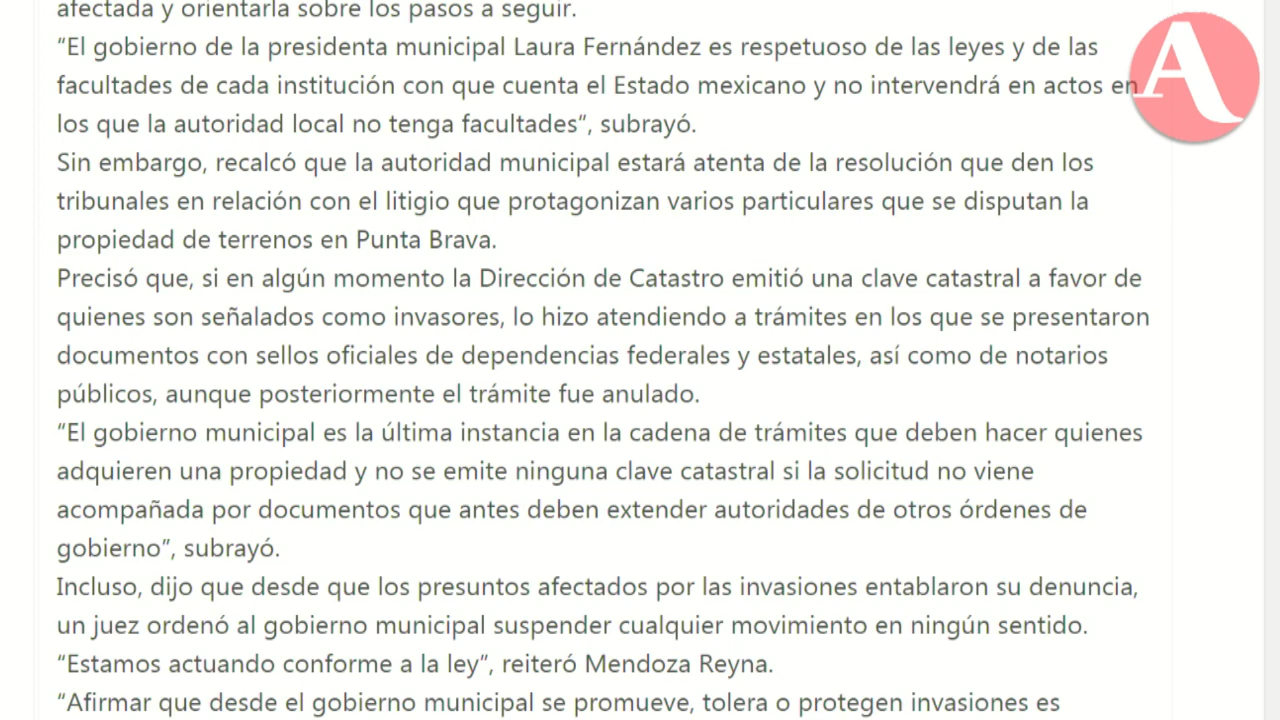 afectada y orientarla sobre los pasos a seguir.
“El gobierno de la presidenta municipal Laura Fernández es respetuoso de las leyes y de las
facultades de cada institución con que cuenta el Estado mexicano y no intervendrá en actos en
los que la autoridad local no tenga facultades“, subrayó.
Sin embargo, recalcó que la autoridad municipal estará atenta de la resolución que den los
tribunales en relación con el litigio que protagonizan varios particulares que se disputan la
propiedad de terrenos en Punta Brava.
Precisó que, si en algún momento la Dirección de Catastro emitió una clave catastral a favor de
quienes son señalados como invasores, lo hizo atendiendo a trámites en los que se presentaron
documentos con sellos oficiales de dependencias federales y estatales, así como de notarios
públicos, aunque posteriormente el trámite fue anulado.
“El gobierno municipal es la última instancia en la cadena de trámites que deben hacer quienes
adquieren una propiedad y no se emite ninguna clave catastral si la solicitud no viene
acompañada por documentos que antes deben extender autoridades de otros órdenes de
gobierno”, subrayó.
Incluso, dijo que desde que los presuntos afectados por las invasiones entablaron su denuncia,
un juez ordenó al gobierno municipal suspender cualquier movimiento en ningún sentido.
“Estamos actuando conforme a la ley”, reiteró Mendoza Reyna.
“Afirmar que desde el gobierno municipal se promueve, tolera o protegen invasiones es
A